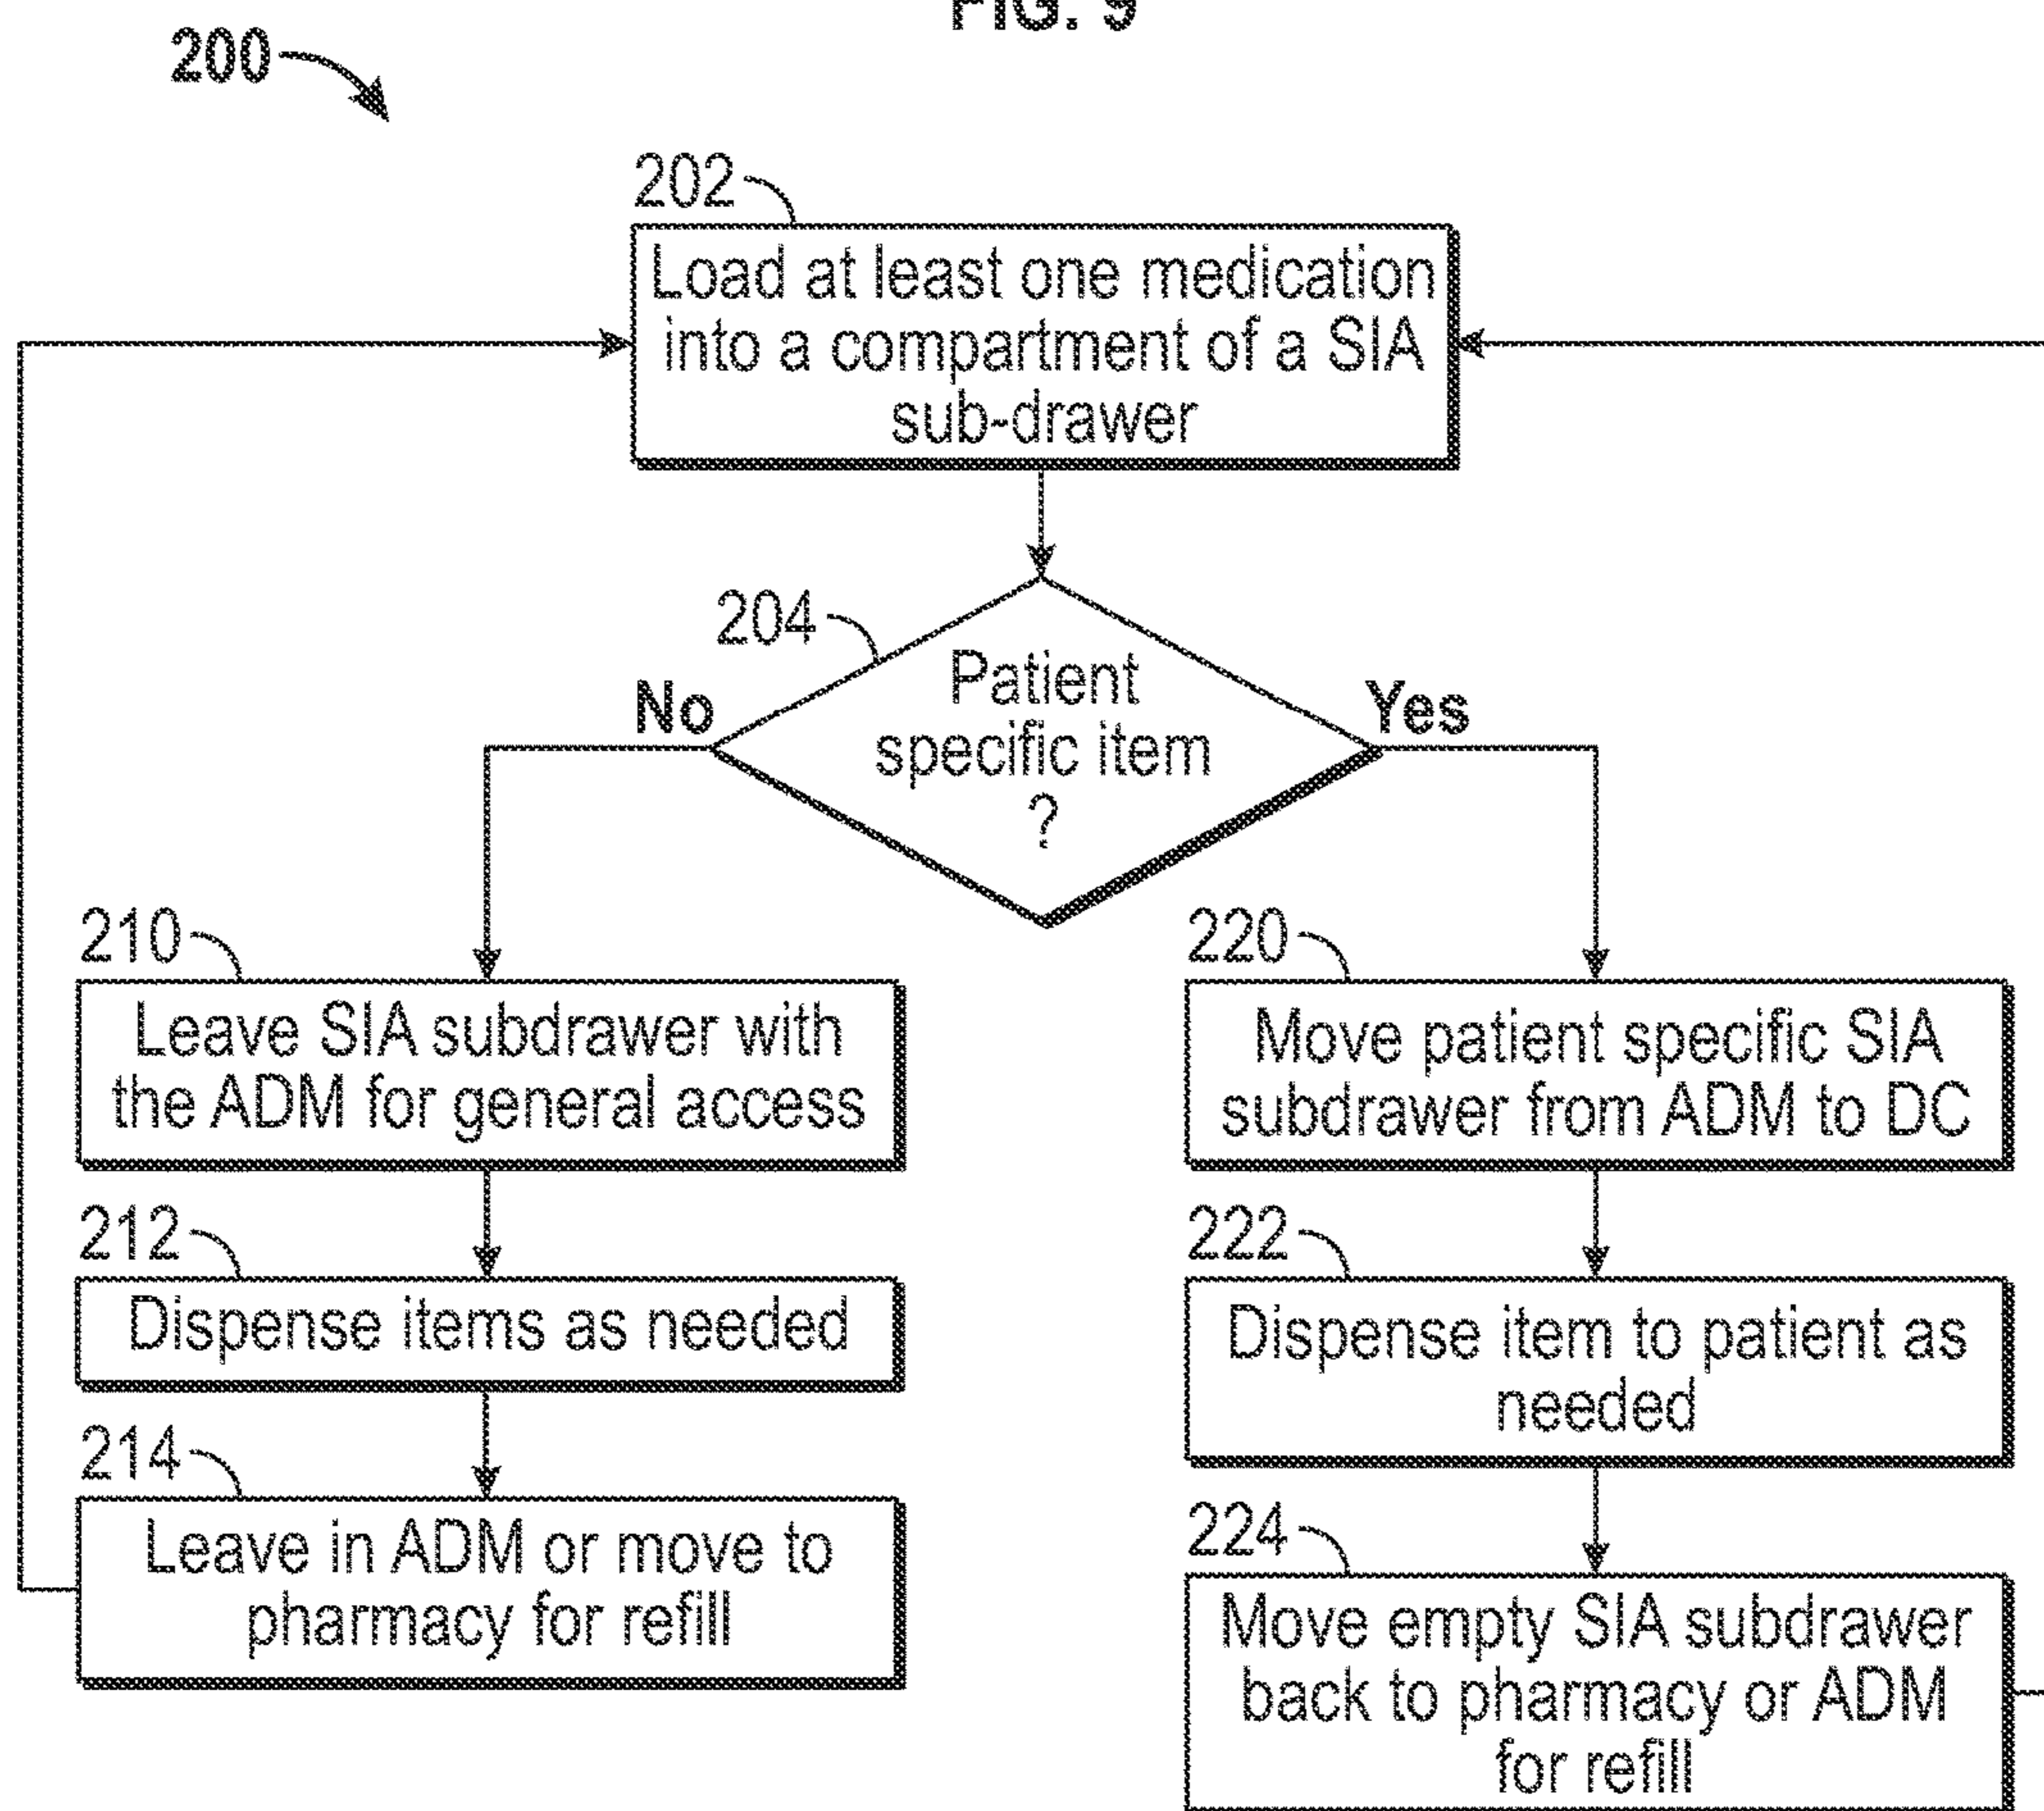 FIG. 9
200
202
Load at least one medication
into a compartment of a SIA
sub-drawer
204
Patient
specific item
?
No
Yes
210
Leave SIA subdrawer with
the ADM for general access
212
Dispense items as needed
214
Leave in ADM or move to
pharmacy for refill
220
Move patient specific SIA
subdrawer from ADM to DC
222
Dispense item to patient as
needed
224
Move empty SIA subdrawer
back to pharmacy or ADM
for refill